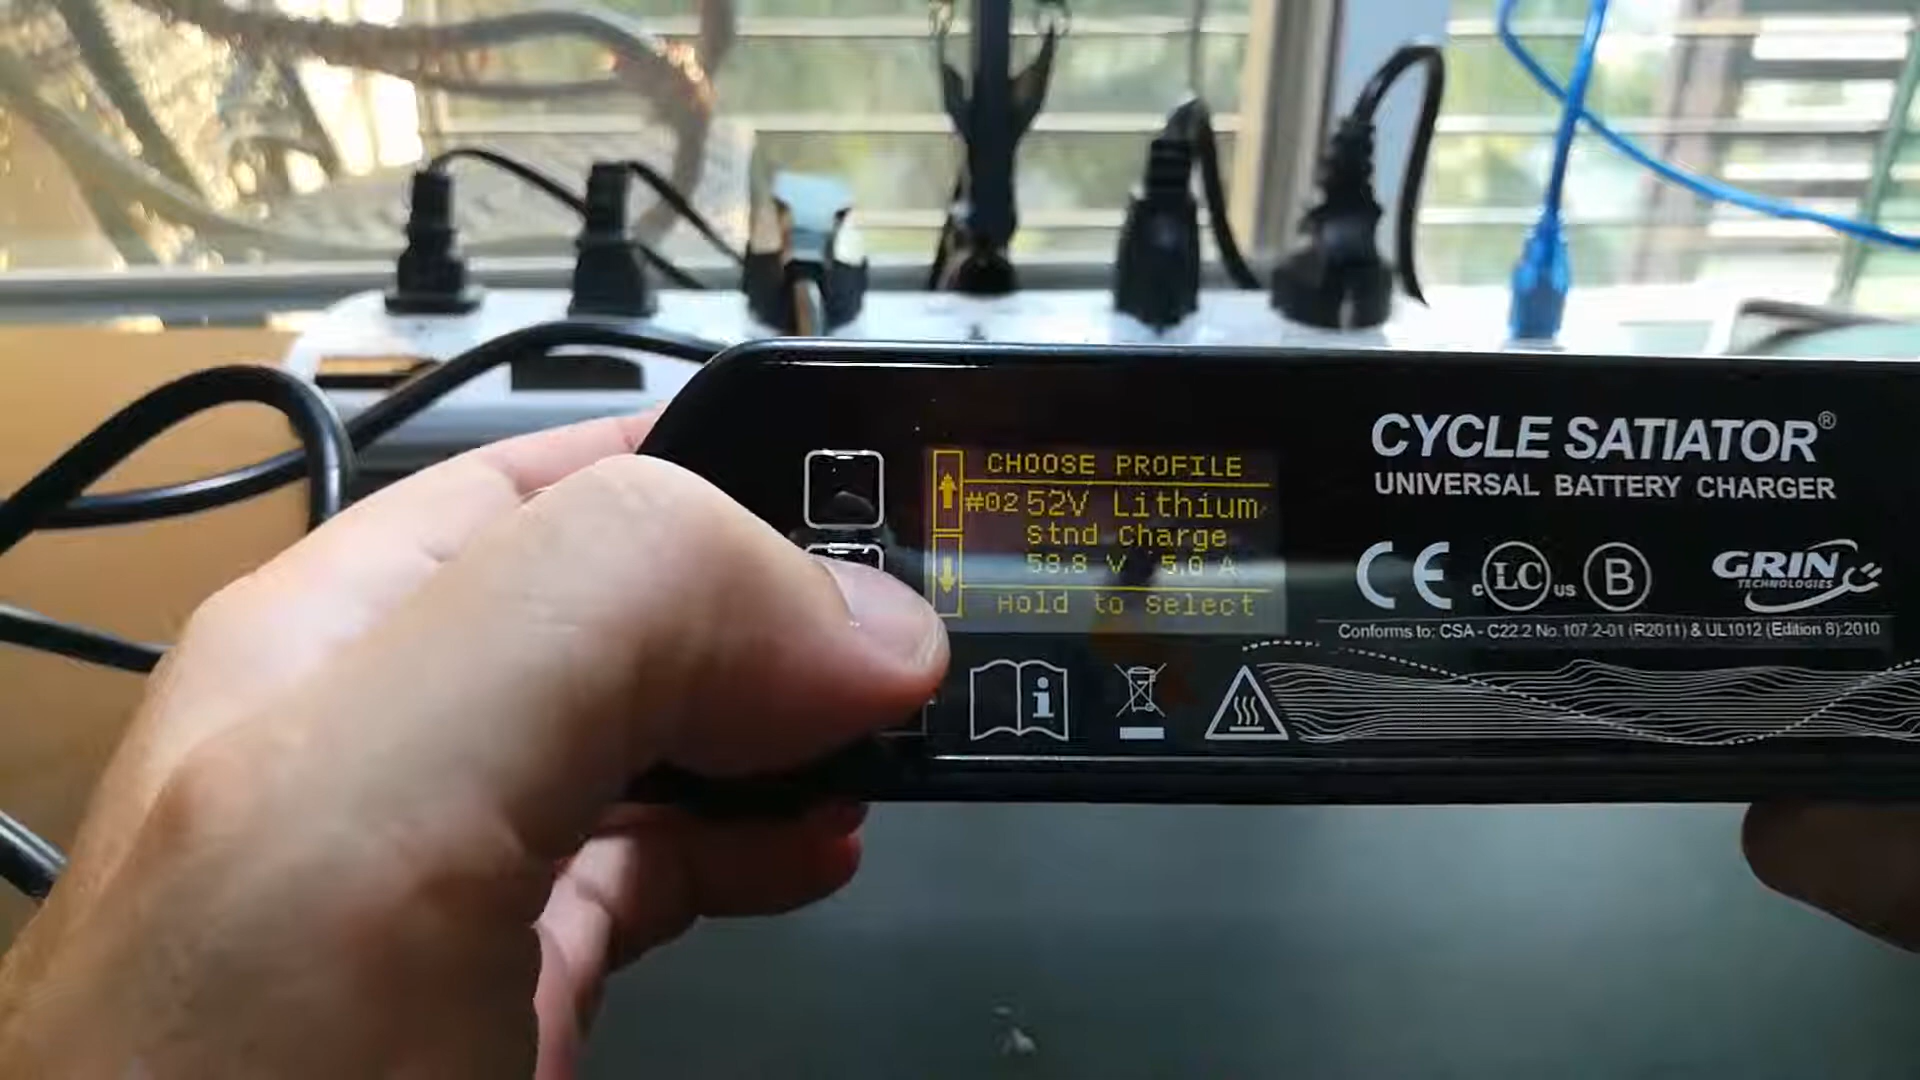 CHOOSE PROFILE
#02 52V Lithium
Stnd Charge
58.8 V 5.0 A
Hold to Select
CYCLE SATIATOR®
UNIVERSAL BATTERY CHARGER
CE c LC us B GRIN
TECHNOLOGIES
Conforms to: CSA - C22.2 No.107.2-01 (R2011) & UL1012 (Edition 8):2010